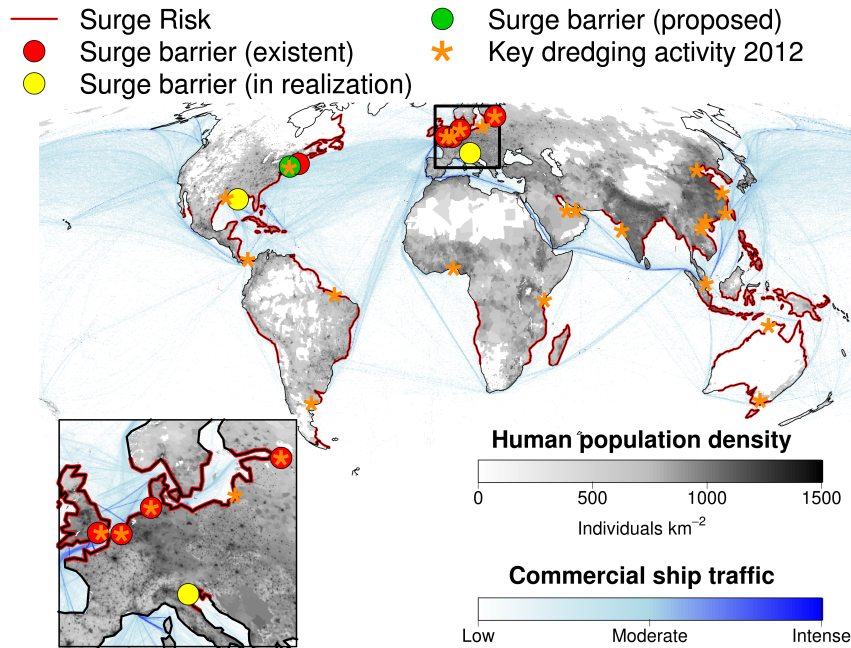 Surge Risk
Surge barrier (existent)
Surge barrier (in realization)
Surge barrier (proposed)
Key dredging activity 2012
Human population density
0 500 1000 1500
Individuals km⁻²
Commercial ship traffic
Low Moderate Intense